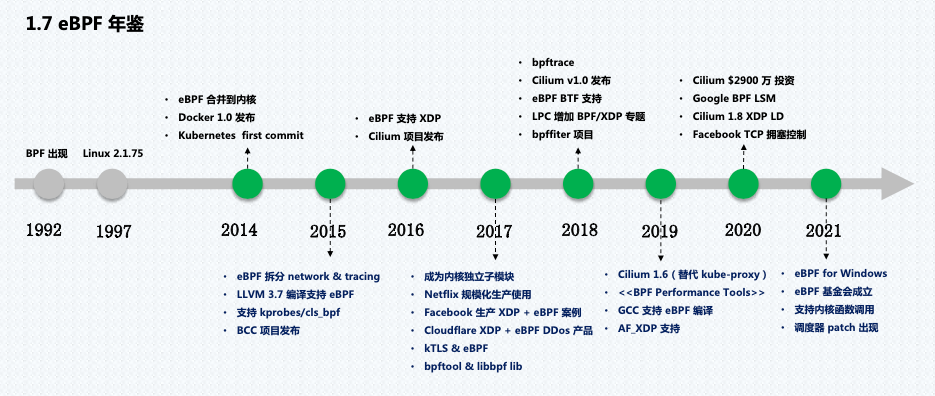 1.7 eBPF 年鉴
BPF 出现
1992
Linux 2.1.75
1997
• eBPF 合并到内核
• Docker 1.0 发布
• Kubernetes first commit
2014
2015
• eBPF 拆分 network & tracing
• LLVM 3.7 编译支持 eBPF
• 支持 kprobes/cls_bpf
• BCC 项目发布
• eBPF 支持 XDP
• Cilium 项目发布
2016
2017
• 成为内核独立子模块
• Netflix 规模化生产使用
• Facebook 生产 XDP + eBPF 案例
• Cloudflare XDP + eBPF DDos 产品
• kTLS & eBPF
• bpftool & libbpf lib
• bpftrace
• Cilium v1.0 发布
• eBPF BTF 支持
• LPC 增加 BPF/XDP 专题
• bpffiter 项目
2018
2019
• Cilium 1.6（替代 kube-proxy）
• <<BPF Performance Tools>>
• GCC 支持 eBPF 编译
• AF_XDP 支持
• Cilium $2900 万 投资
• Google BPF LSM
• Cilium 1.8 XDP LD
• Facebook TCP 拥塞控制
2020
2021
• eBPF for Windows
• eBPF 基金会成立
• 支持内核函数调用
• 调度器 patch 出现